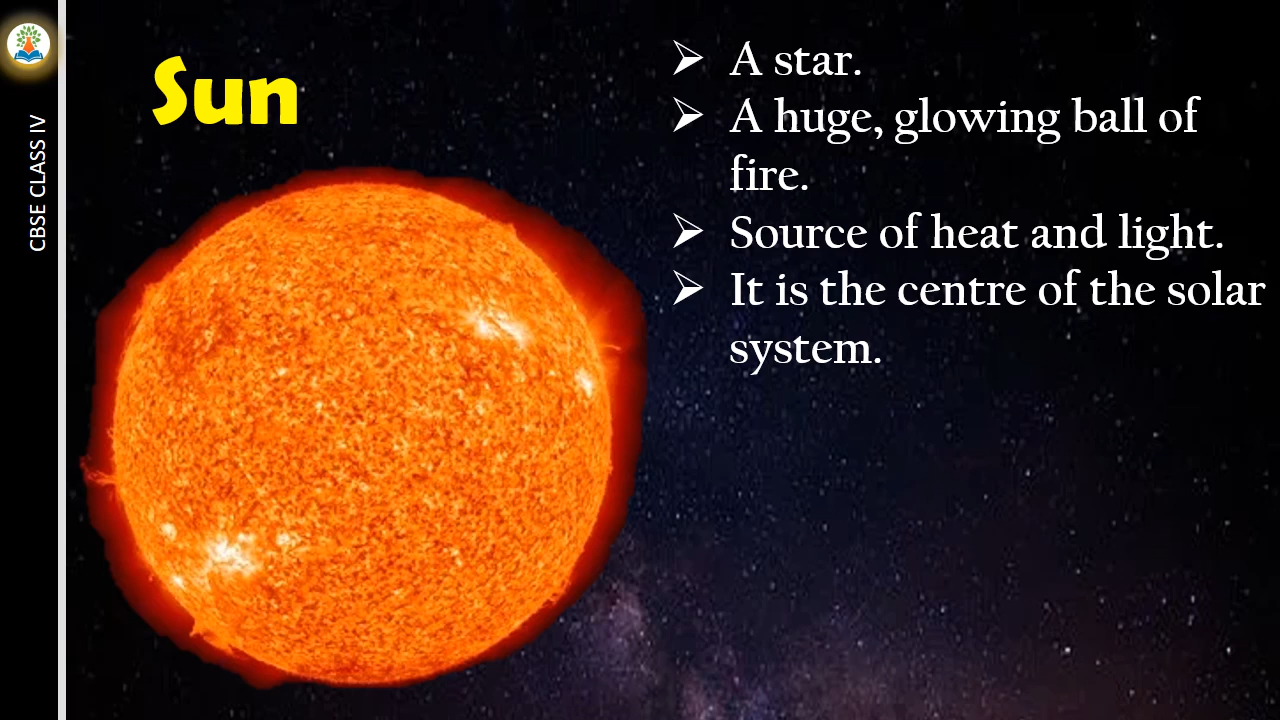 CBSE CLASS IV
Sun
➢ A star.
➢ A huge, glowing ball of
fire.
➢ Source of heat and light.
➢ It is the centre of the solar
system.